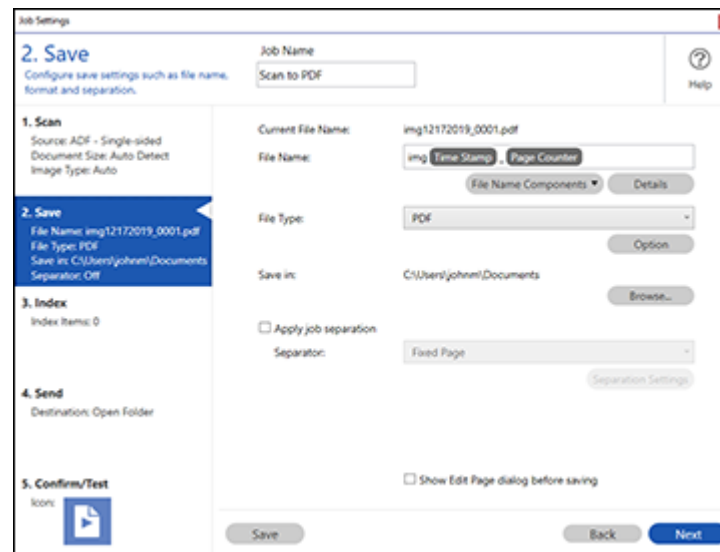 Job Settings
2. Save
Configure save settings such as file name,
format and separation.
Job Name
Scan to PDF
Help
1. Scan
Source: ADF - Single-sided
Document Size: Auto Detect
Image Type: Auto
2. Save
File Name: img12172019_0001.pdf
File Type: PDF
Save in: C:\Users\johnm\Documents
Separator: Off
3. Index
Index Items: 0
4. Send
Destination: Open Folder
5. Confirm/Test
Icon:
Current File Name: img12172019_0001.pdf
File Name: img Time Stamp _ Page Counter
File Name Components Details
File Type: PDF
Option
Save in: C:\Users\johnm\Documents
Browse...
Apply job separation
Separator: Fixed Page
Separation Settings
Show Edit Page dialog before saving
Save Back Next